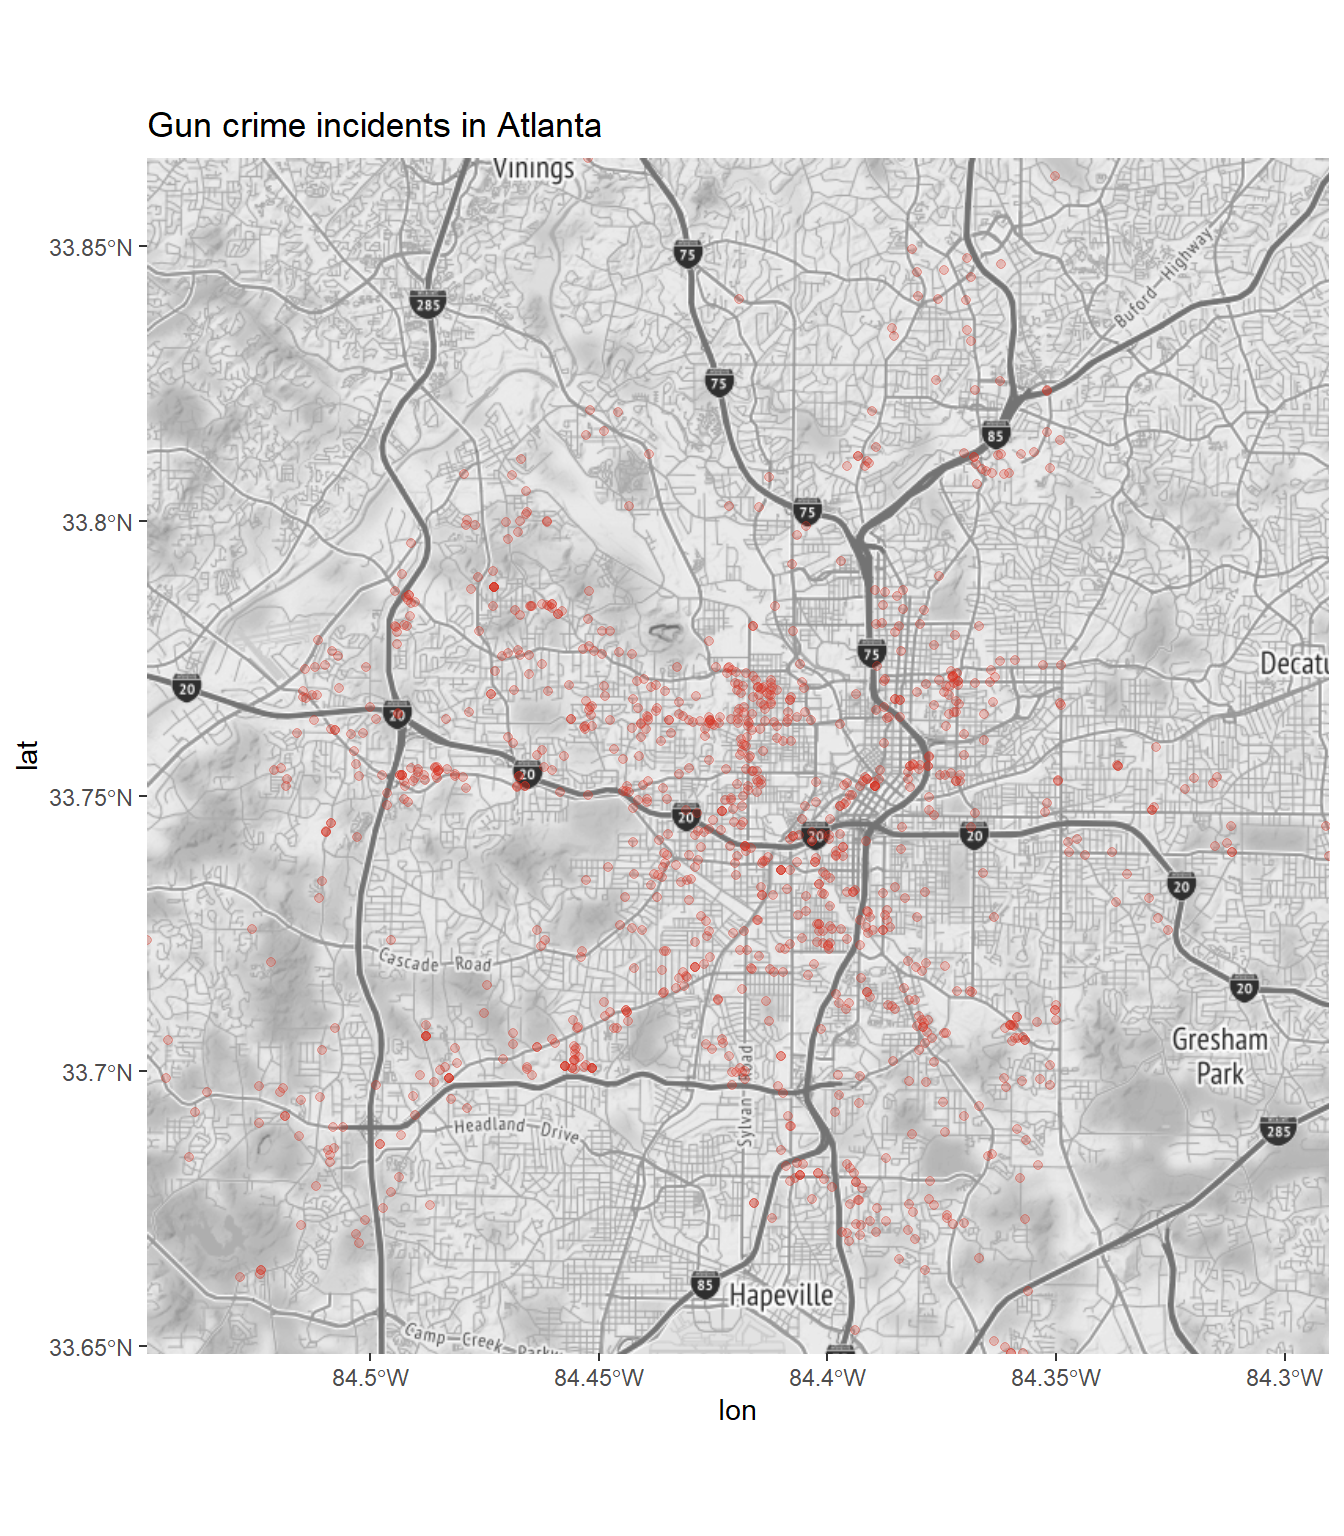 Gun crime incidents in Atlanta
Vinings
75
33.85°N
285
Buford Highway
75
85
75
33.8°N
75
Decatu
20
20
lat
20
33.75°N
20
20
20
20
Cascade Road
20
Gresham
Park
Sylvan Road
33.7°N
Headland Drive
285
85
Hapeville
Camp Creek Parkw
33.65°N
84.5°W
84.45°W
84.4°W
84.35°W
84.3°W
lon